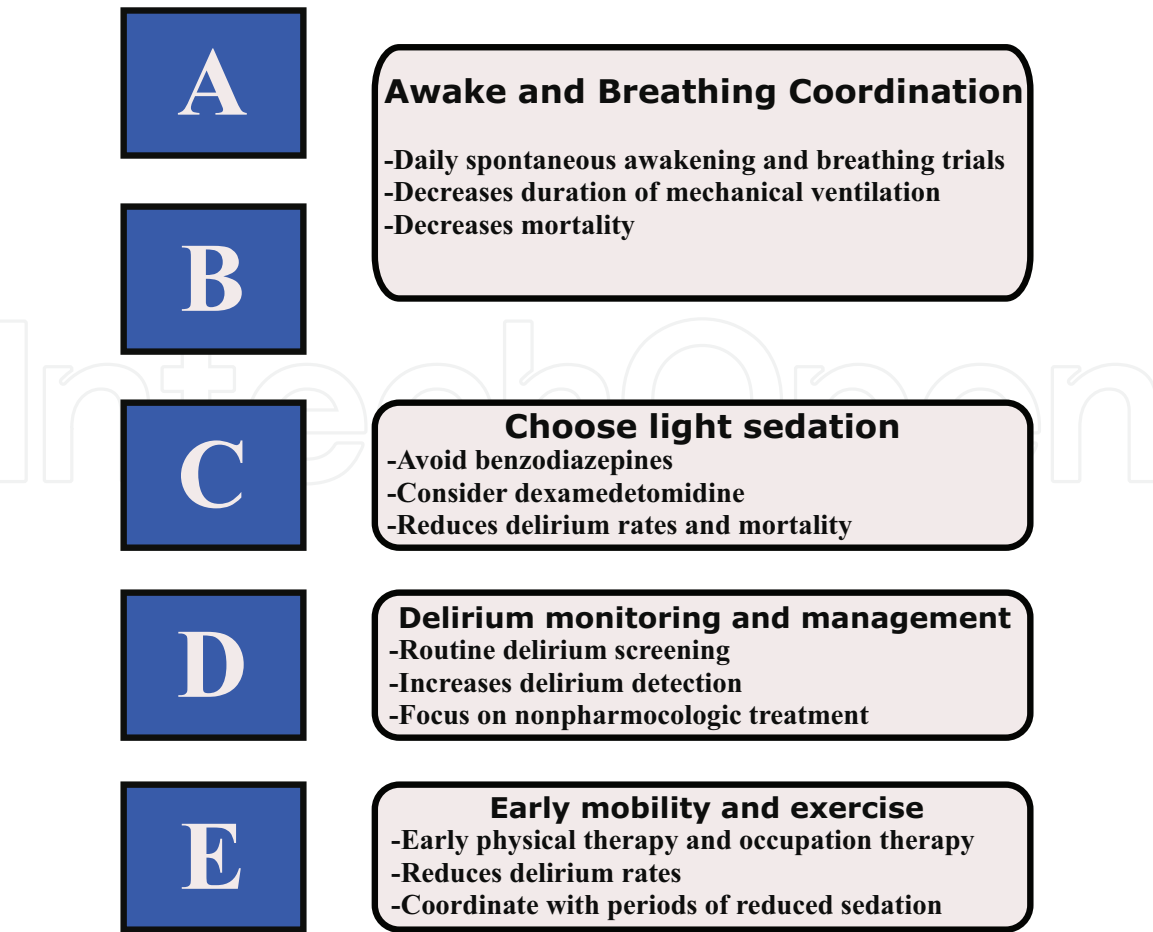 A
Awake and Breathing Coordination
-Daily spontaneous awakening and breathing trials
-Decreases duration of mechanical ventilation
-Decreases mortality
B
IntechOpen
C
Choose light sedation
-Avoid benzodiazepines
-Consider dexamedetomidine
-Reduces delirium rates and mortality
D
Delirium monitoring and management
-Routine delirium screening
-Increases delirium detection
-Focus on nonpharmocologic treatment
E
Early mobility and exercise
-Early physical therapy and occupation therapy
-Reduces delirium rates
-Coordinate with periods of reduced sedation